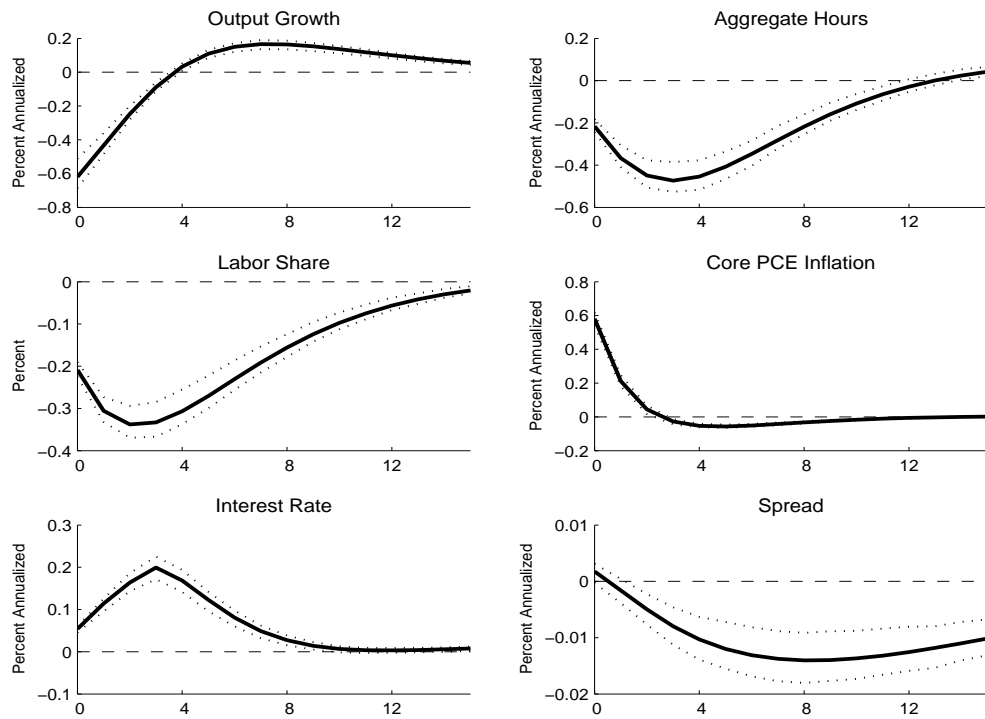 Output Growth
Percent Annualized
0.2
0
−0.2
−0.4
−0.6
−0.8
0 4 8 12
Aggregate Hours
Percent Annualized
0.2
0
−0.2
−0.4
−0.6
0 4 8 12
Labor Share
Percent
0
−0.1
−0.2
−0.3
−0.4
0 4 8 12
Core PCE Inflation
Percent Annualized
0.8
0.6
0.4
0.2
0
−0.2
0 4 8 12
Interest Rate
Percent Annualized
0.3
0.2
0.1
0
−0.1
0 4 8 12
Spread
Percent Annualized
0.01
0
−0.01
−0.02
0 4 8 12